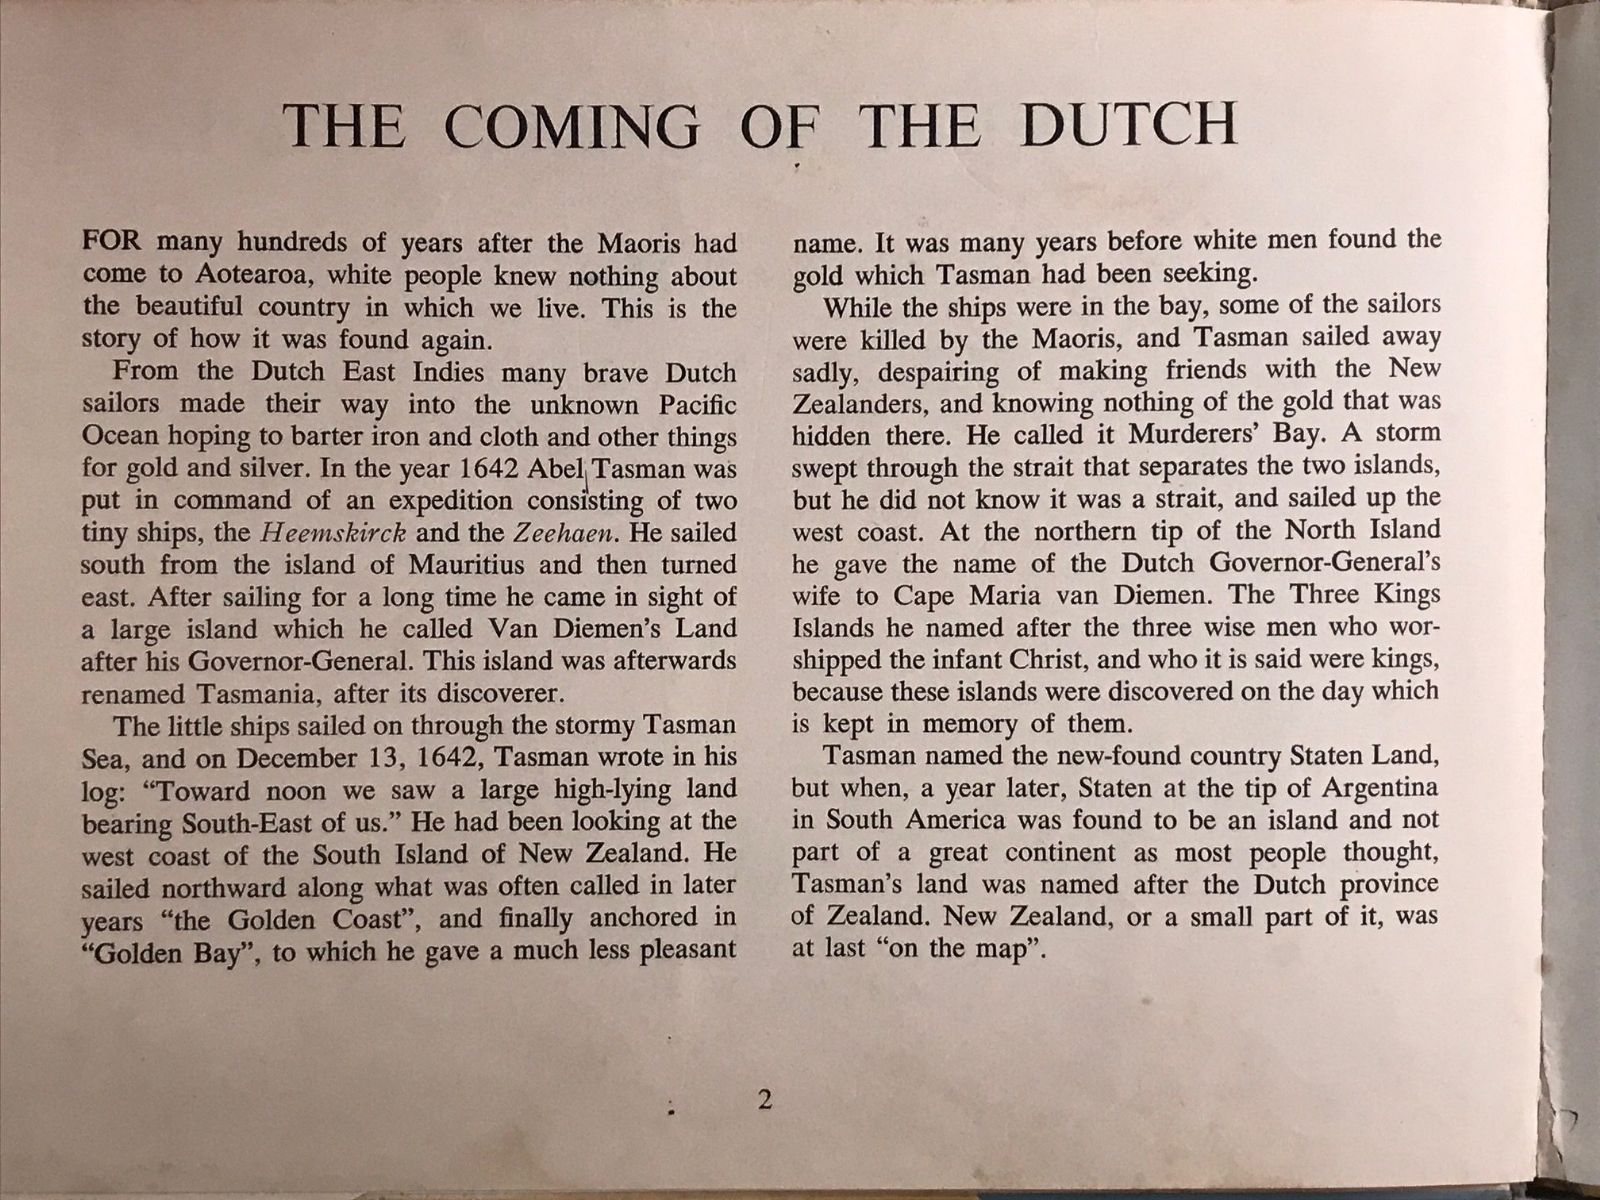 THE COMING OF THE DUTCH
FOR many hundreds of years after the Maoris had
come to Aotearoa, white people knew nothing about
the beautiful country in which we live. This is the
story of how it was found again.
From the Dutch East Indies many brave Dutch
sailors made their way into the unknown Pacific
Ocean hoping to barter iron and cloth and other things
for gold and silver. In the year 1642 Abel Tasman was
put in command of an expedition consisting of two
tiny ships, the Heemskirck and the Zeehaen. He sailed
south from the island of Mauritius and then turned
east. After sailing for a long time he came in sight of
a large island which he called Van Diemen's Land
after his Governor-General. This island was afterwards
renamed Tasmania, after its discoverer.
The little ships sailed on through the stormy Tasman
Sea, and on December 13, 1642, Tasman wrote in his
log: “Toward noon we saw a large high-lying land
bearing South-East of us.” He had been looking at the
west coast of the South Island of New Zealand. He
sailed northward along what was often called in later
years “the Golden Coast”, and finally anchored in
“Golden Bay”, to which he gave a much less pleasant
name. It was many years before white men found the
gold which Tasman had been seeking.
While the ships were in the bay, some of the sailors
were killed by the Maoris, and Tasman sailed away
sadly, despairing of making friends with the New
Zealanders, and knowing nothing of the gold that was
hidden there. He called it Murderers’ Bay. A storm
swept through the strait that separates the two islands,
but he did not know it was a strait, and sailed up the
west coast. At the northern tip of the North Island
he gave the name of the Dutch Governor-General’s
wife to Cape Maria van Diemen. The Three Kings
Islands he named after the three wise men who wor-
shipped the infant Christ, and who it is said were kings,
because these islands were discovered on the day which
is kept in memory of them.
Tasman named the new-found country Staten Land,
but when, a year later, Staten at the tip of Argentina
in South America was found to be an island and not
part of a great continent as most people thought,
Tasman’s land was named after the Dutch province
of Zealand. New Zealand, or a small part of it, was
at last “on the map”.
2